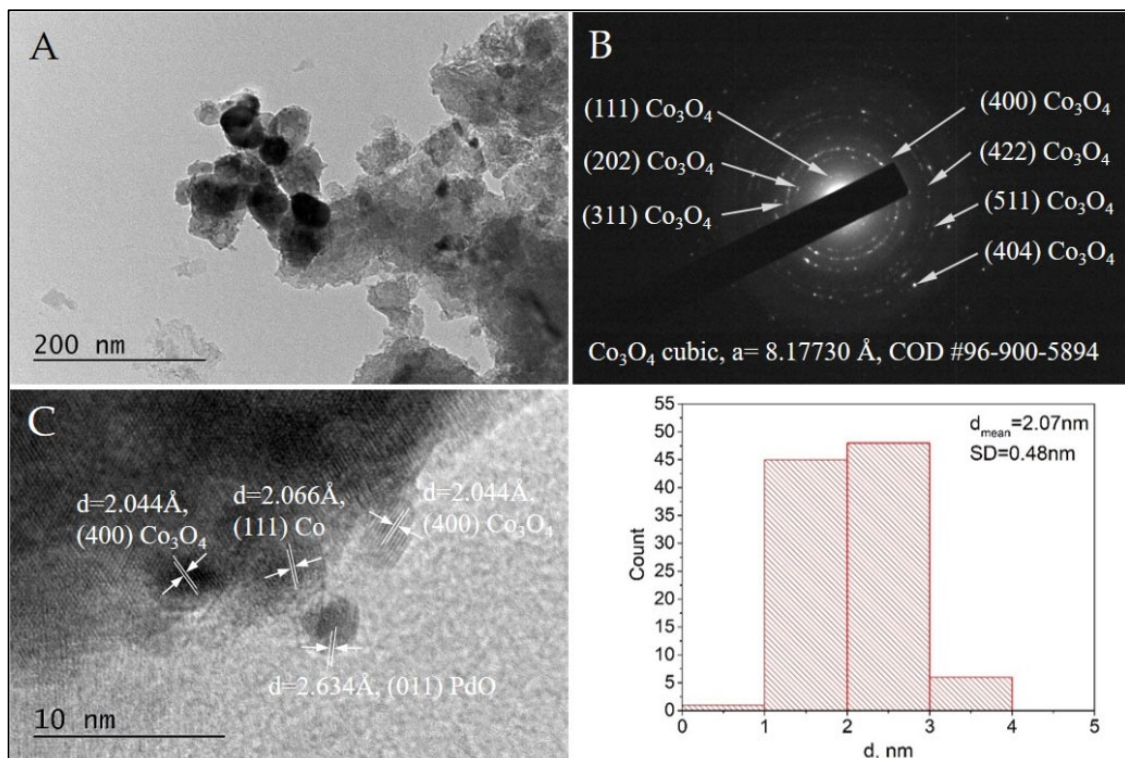 A
200 nm
B
(111) Co₃O₄
(202) Co₃O₄
(311) Co₃O₄
(400) Co₃O₄
(422) Co₃O₄
(511) Co₃O₄
(404) Co₃O₄
Co₃O₄ cubic, a= 8.17730 Å, COD #96-900-5894
C
d=2.044Å,
(400) Co₃O₄
d=2.066Å,
(111) Co
d=2.044Å,
(400) Co₃O₄
d=2.634Å, (011) PdO
10 nm
55
50
45
40
35
30
25
20
15
10
5
0
Count
dmean=2.07nm
SD=0.48nm
0 1 2 3 4 5
d, nm